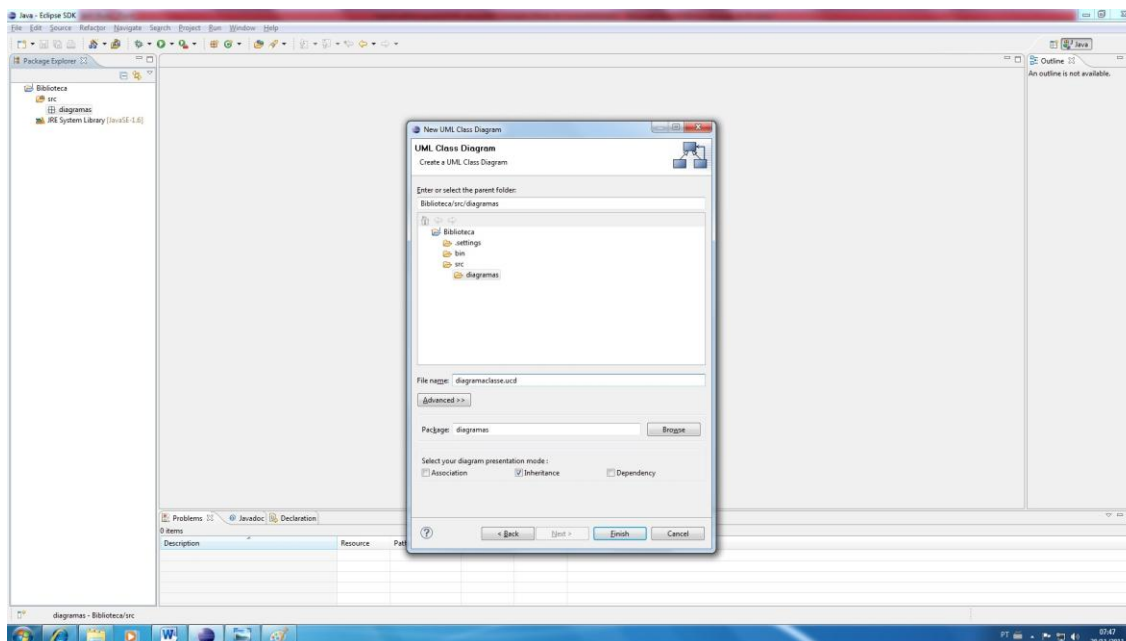 Java - Eclipse SDK
File Edit Source Refactor Navigate Search Project Run Window Help
Java
Package Explorer
Outline
An outline is not available.
Biblioteca
src
diagramas
JRE System Library [JavaSE-1.6]
New UML Class Diagram
UML Class Diagram
Create a UML Class Diagram
Enter or select the parent folder:
Biblioteca/src/diagramas
Biblioteca
.settings
bin
src
diagramas
File name: diagramaclasse.ucd
Advanced >>
Package: diagramas Browse
Select your diagram presentation mode :
Association Inheritance Dependency
< Back Next > Finish Cancel
Problems Javadoc Declaration
0 items
Description Resource Path
diagramas - Biblioteca/src
PT 07:47